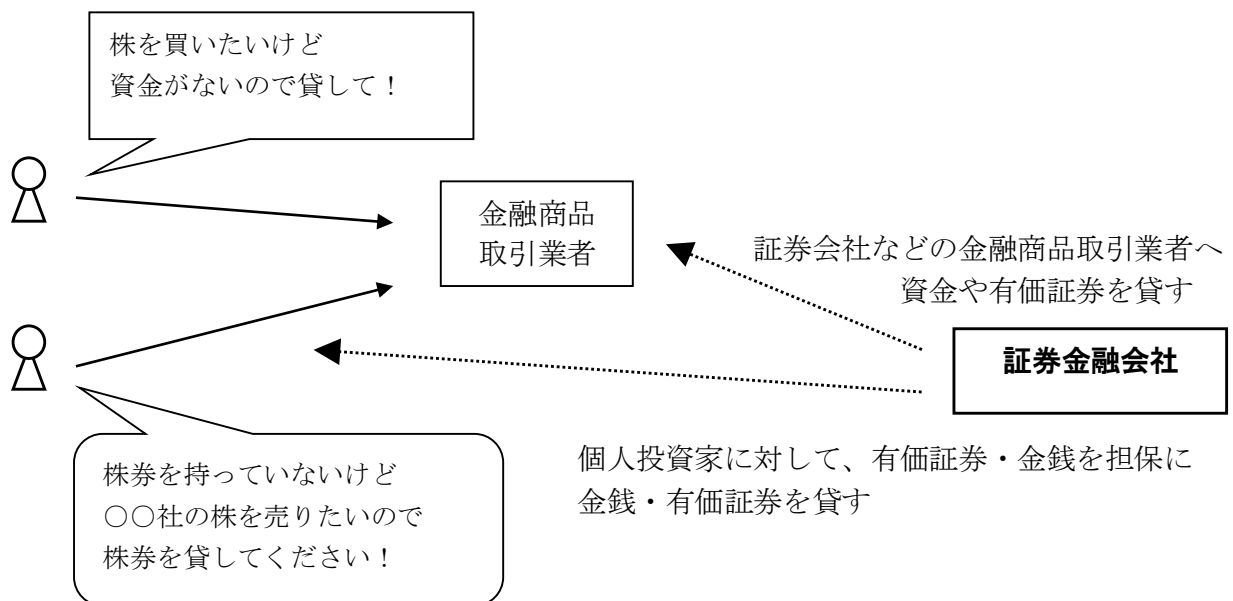 株を買いたいけど
資金がないので貸して！
金融商品
取引業者
証券会社などの金融商品取引業者へ
資金や有価証券を貸す
証券金融会社
個人投資家に対して、有価証券・金銭を担保に
金銭・有価証券を貸す
株券を持っていないけど
○○社の株を売りたいので
株券を貸してください！